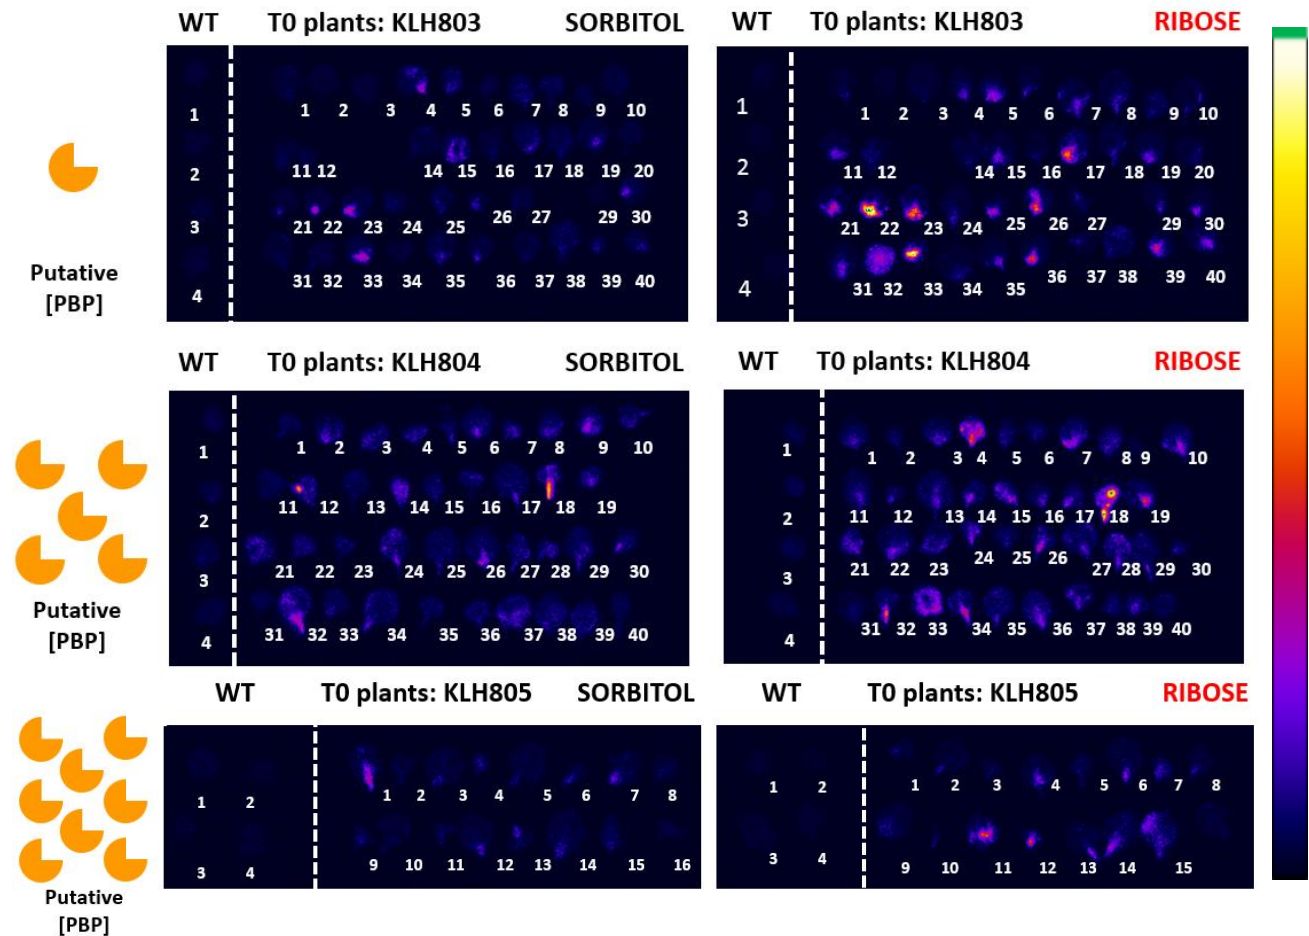 WT T0 plants: KLH803 SORBITOL
1 2 3 4 5 6 7 8 9 10
1
11 12 14 15 16 17 18 19 20
2
21 22 23 24 25 26 27 29 30
3
31 32 33 34 35 36 37 38 39 40
4
WT T0 plants: KLH803 RIBOSE
1
1 2 3 4 5 6 7 8 9 10
2
11 12 14 15 16 17 18 19 20
3
21 22 23 24 25 26 27 29 30
4
31 32 33 34 35 36 37 38 39 40
Putative
[PBP]
WT T0 plants: KLH804 SORBITOL
1
1 2 3 4 5 6 7 8 9 10
2
11 12 13 14 15 16 17 18 19
3
21 22 23 24 25 26 27 28 29 30
4
31 32 33 34 35 36 37 38 39 40
WT T0 plants: KLH804 RIBOSE
1
1 2 3 4 5 6 7 8 9 10
2
11 12 13 14 15 16 17 18 19
3
21 22 23 24 25 26 27 28 29 30
4
31 32 33 34 35 36 37 38 39 40
Putative
[PBP]
WT T0 plants: KLH805 SORBITOL
1 2
1 2 3 4 5 6 7 8
3 4
9 10 11 12 13 14 15 16
WT T0 plants: KLH805 RIBOSE
1 2
1 2 3 4 5 6 7 8
3 4
9 10 11 12 13 14 15
Putative
[PBP]